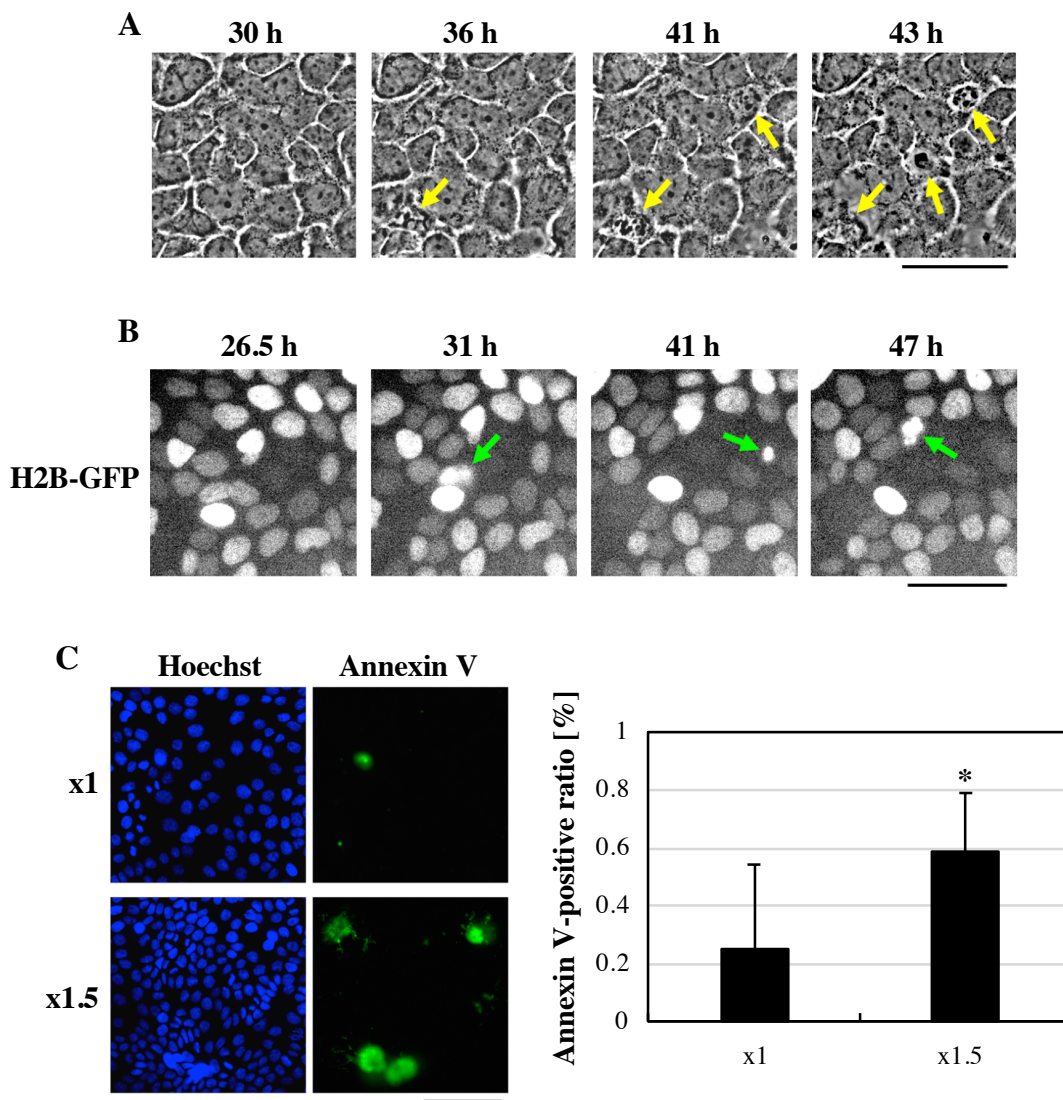 A
30 h 36 h 41 h 43 h
B
26.5 h 31 h 41 h 47 h
H2B-GFP
C
Hoechst Annexin V
x1
x1.5
Annexin V-positive ratio [%]
1
0.8
0.6
0.4
0.2
0
*
x1 x1.5